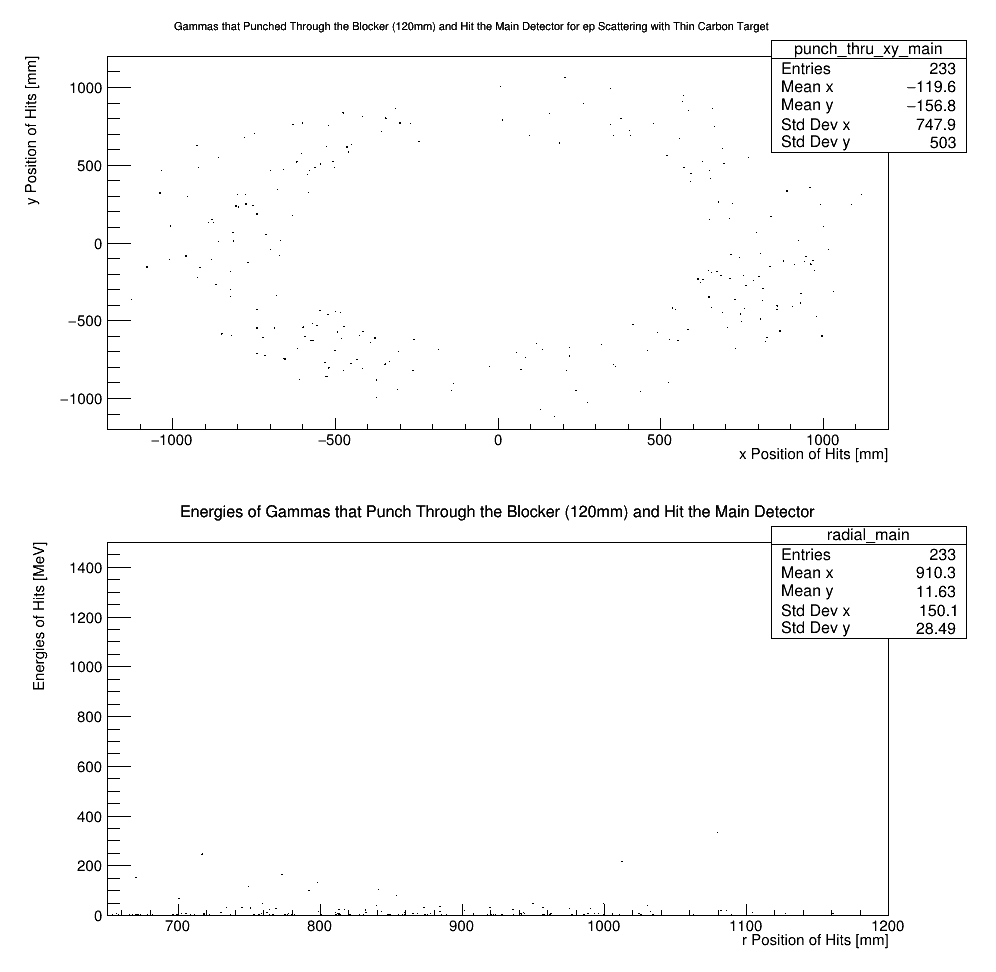 Gammas that Punched Through the Blocker (120mm) and Hit the Main Detector for ep Scattering with Thin Carbon Target
y Position of Hits [mm]
punch_thru_xy_main
Entries 233
Mean x −119.6
Mean y −156.8
Std Dev x 747.9
Std Dev y 503
1000
500
0
−500
−1000
−1000 −500 0 500 1000
x Position of Hits [mm]
Energies of Gammas that Punch Through the Blocker (120mm) and Hit the Main Detector
Energies of Hits [MeV]
radial_main
Entries 233
Mean x 910.3
Mean y 11.63
Std Dev x 150.1
Std Dev y 28.49
1400
1200
1000
800
600
400
200
0
700 800 900 1000 1100 1200
r Position of Hits [mm]